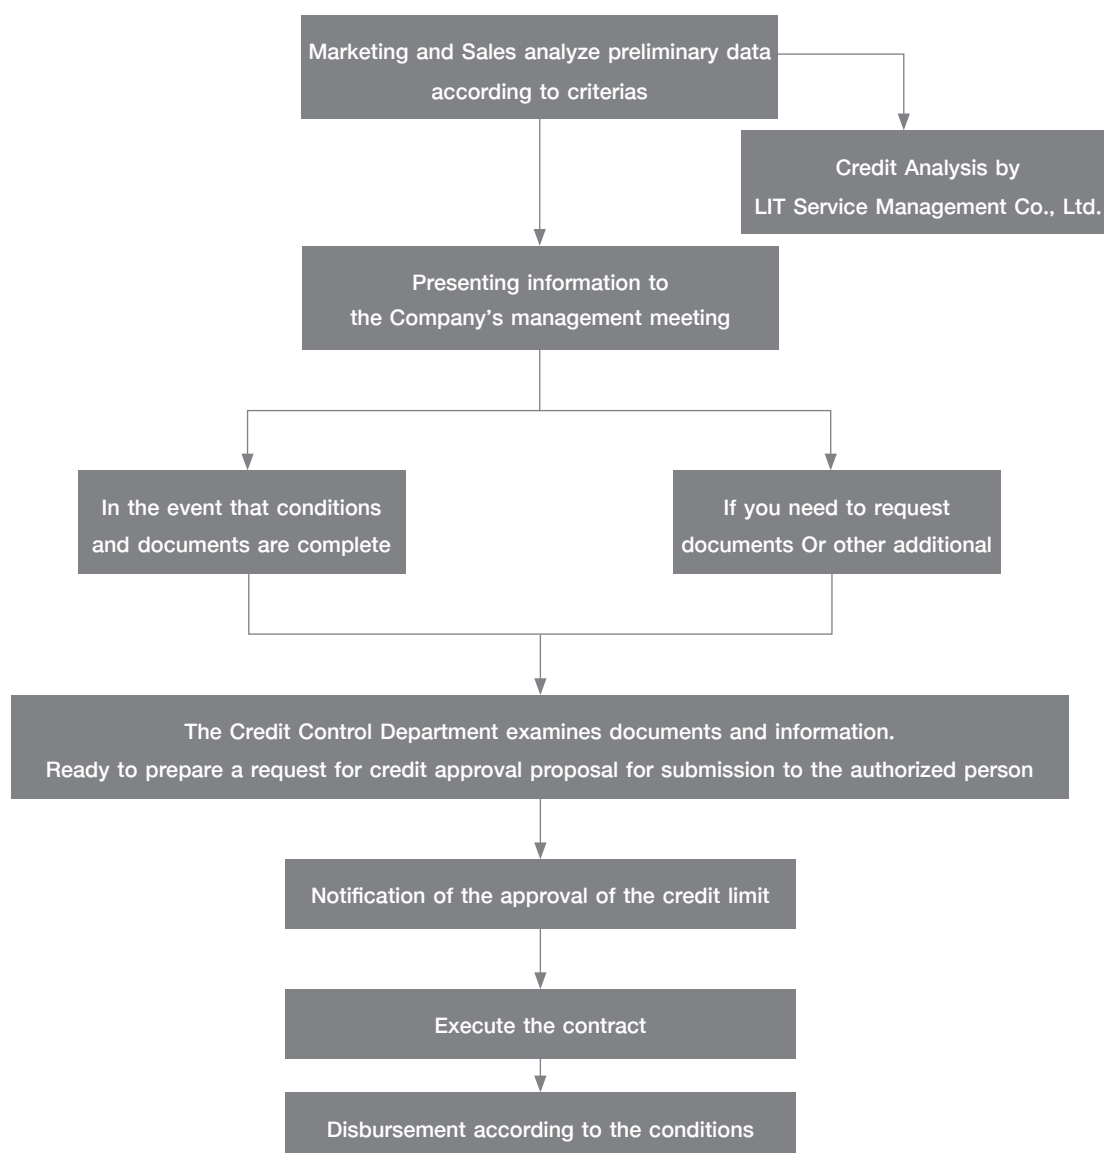 Marketing and Sales analyze preliminary data
according to criterias
Credit Analysis by
LIT Service Management Co., Ltd.
Presenting information to
the Company’s management meeting
In the event that conditions
and documents are complete
If you need to request
documents Or other additional
The Credit Control Department examines documents and information.
Ready to prepare a request for credit approval proposal for submission to the authorized person
Notification of the approval of the credit limit
Execute the contract
Disbursement according to the conditions